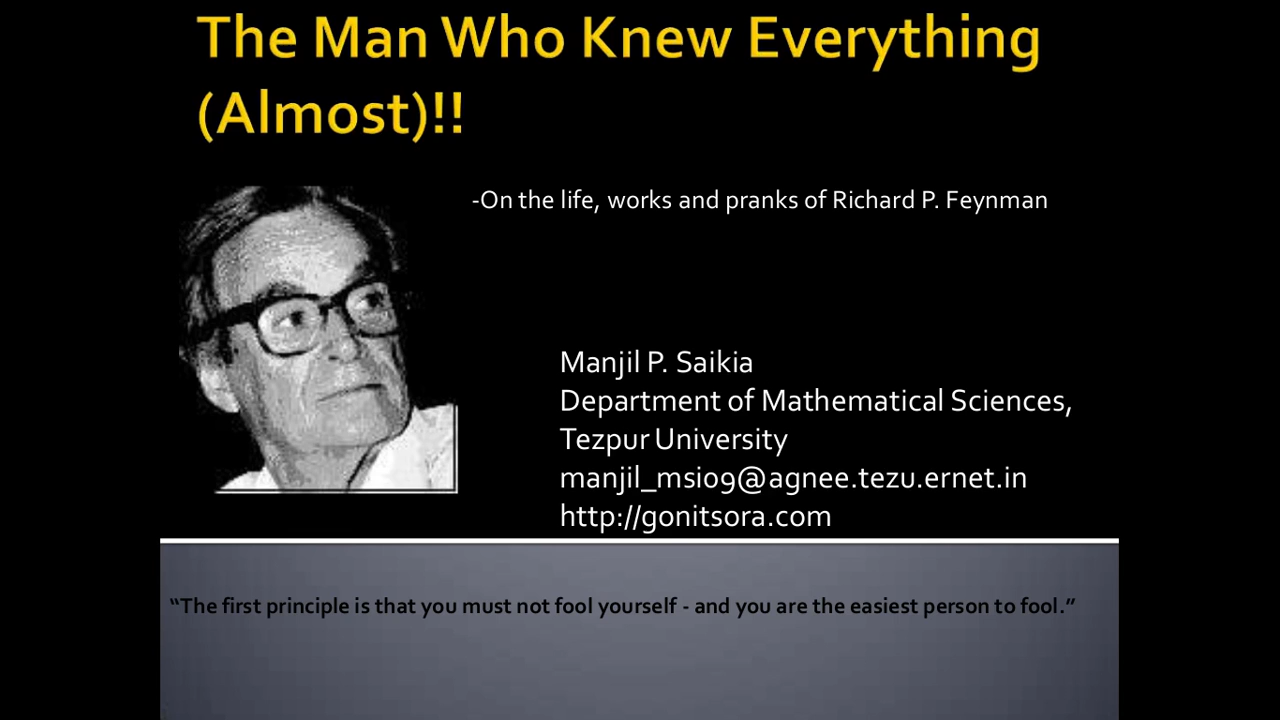 The Man Who Knew Everything
(Almost)!!
-On the life, works and pranks of Richard P. Feynman
Manjil P. Saikia
Department of Mathematical Sciences,
Tezpur University
manjil_msi09@agnee.tezu.ernet.in
http://gonitsora.com
“The first principle is that you must not fool yourself - and you are the easiest person to fool.”